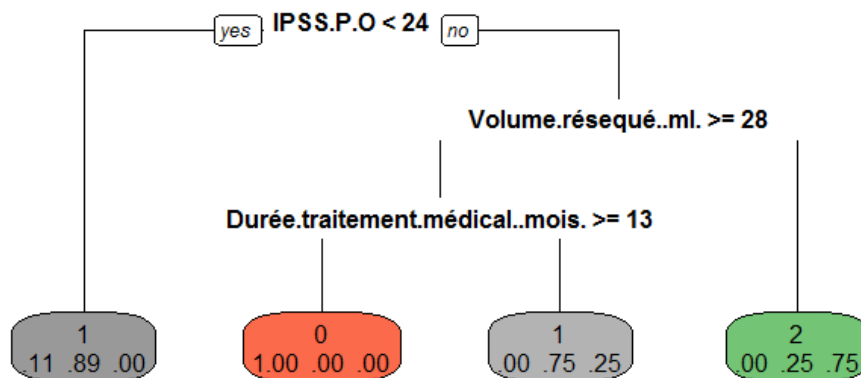 yes IPSS.P.O < 24 no
Volume.résequé..ml. >= 28
Durée.traitement.médical..mois. >= 13
1 0 1 2
.11 .89 .00 1.00 .00 .00 .00 .75 .25 .00 .25 .75